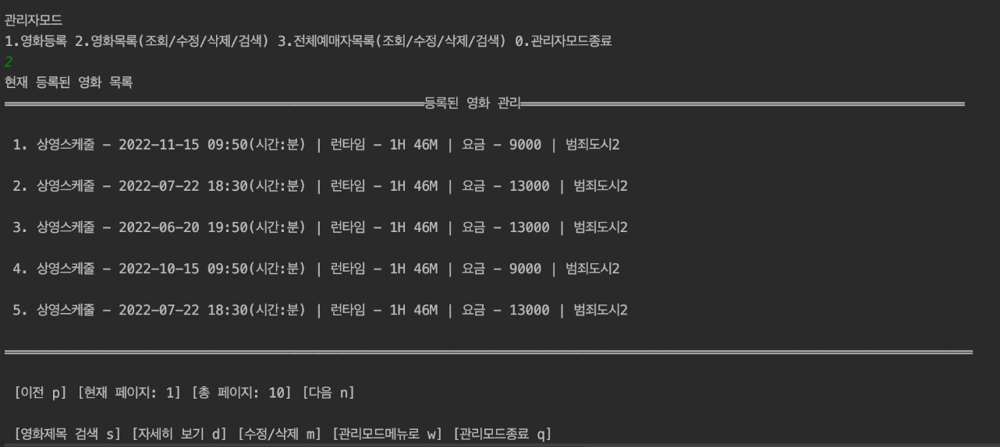 관리자모드
1.영화등록 2.영화목록(조회/수정/삭제/검색) 3.전체예매자목록(조회/수정/삭제/검색) 0.관리자모드종료
2
현재 등록된 영화 목록
등록된 영화 관리
1. 상영스케줄 - 2022-11-15 09:50(시간:분) | 런타임 - 1H 46M | 요금 - 9000 | 범죄도시2
2. 상영스케줄 - 2022-07-22 18:30(시간:분) | 런타임 - 1H 46M | 요금 - 13000 | 범죄도시2
3. 상영스케줄 - 2022-06-20 19:50(시간:분) | 런타임 - 1H 46M | 요금 - 13000 | 범죄도시2
4. 상영스케줄 - 2022-10-15 09:50(시간:분) | 런타임 - 1H 46M | 요금 - 9000 | 범죄도시2
5. 상영스케줄 - 2022-07-22 18:30(시간:분) | 런타임 - 1H 46M | 요금 - 13000 | 범죄도시2
[이전 p] [현재 페이지: 1] [총 페이지: 10] [다음 n]
[영화제목 검색 s] [자세히 보기 d] [수정/삭제 m] [관리모드메뉴로 w] [관리모드종료 q]